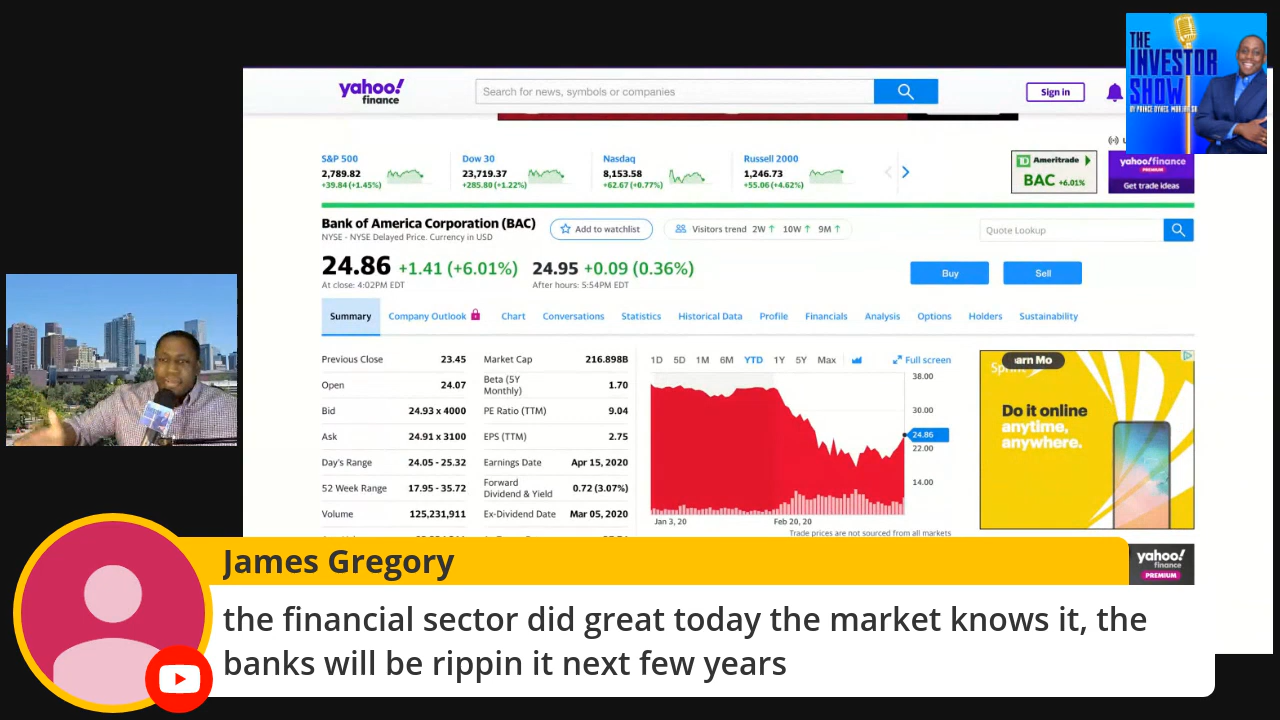 THE
INVESTOR
SHOW
yahoo!
finance
Search for news, symbols or companies
Sign in
S&P 500
2,789.82
+39.84 (+1.45%)
Dow 30
23,719.37
+285.80 (+1.22%)
Nasdaq
8,153.58
+62.67 (+0.77%)
Russell 2000
1,246.73
+55.06 (+4.62%)
Ameritrade
BAC +6.01%
yahoo!finance
PREMIUM
Get trade ideas
Bank of America Corporation (BAC)
NYSE - NYSE Delayed Price. Currency in USD
Add to watchlist
Visitors trend 2W ↑ 10W ↑ 9M ↑
Quote Lookup
24.86 +1.41 (+6.01%)
At close: 4:02PM EDT
24.95 +0.09 (0.36%)
After hours: 5:54PM EDT
Buy
Sell
Summary Company Outlook Chart Conversations Statistics Historical Data Profile Financials Analysis Options Holders Sustainability
Previous Close 23.45
Open 24.07
Bid 24.93 x 4000
Ask 24.91 x 3100
Day's Range 24.05 - 25.32
52 Week Range 17.95 - 35.72
Volume 125,231,911
Market Cap 216.898B
Beta (5Y
Monthly) 1.70
PE Ratio (TTM) 9.04
EPS (TTM) 2.75
Earnings Date Apr 15, 2020
Forward
Dividend & Yield 0.72 (3.07%)
Ex-Dividend Date Mar 05, 2020
1D 5D 1M 6M YTD 1Y 5Y Max
Full screen
38.00
30.00
24.86
22.00
14.00
Jan 3, 20 Feb 20, 20
Trade prices are not sourced from all markets
Do it online
anytime,
anywhere.
yahoo!
finance
PREMIUM
James Gregory
the financial sector did great today the market knows it, the
banks will be rippin it next few years